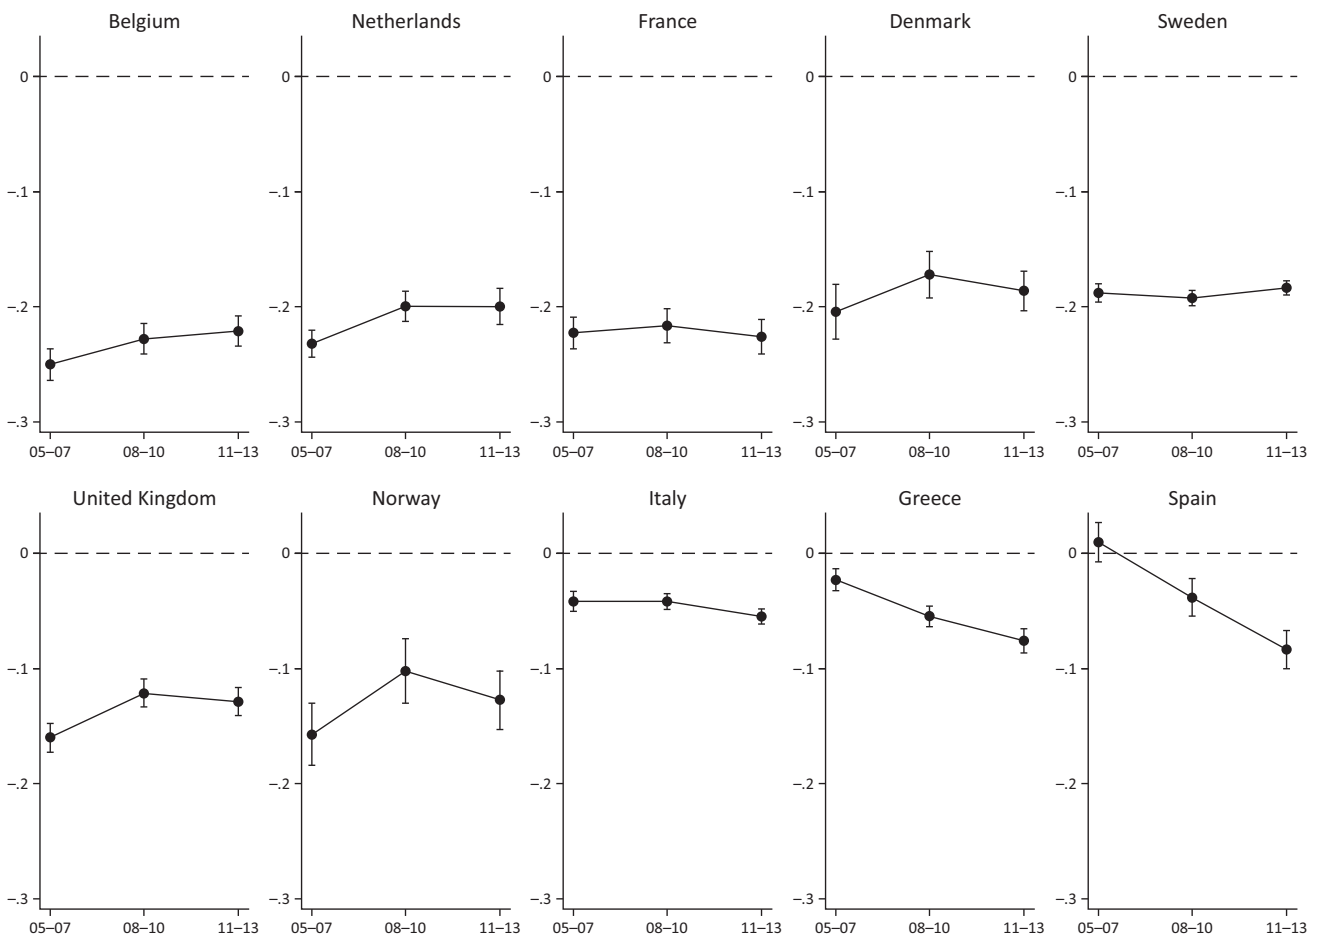 Belgium Netherlands France Denmark Sweden
0 0 0 0 0
–.1 –.1 –.1 –.1 –.1
–.2 –.2 –.2 –.2 –.2
–.3 –.3 –.3 –.3 –.3
05–07 08–10 11–13 05–07 08–10 11–13 05–07 08–10 11–13 05–07 08–10 11–13 05–07 08–10 11–13
United Kingdom Norway Italy Greece Spain
0 0 0 0 0
–.1 –.1 –.1 –.1 –.1
–.2 –.2 –.2 –.2 –.2
–.3 –.3 –.3 –.3 –.3
05–07 08–10 11–13 05–07 08–10 11–13 05–07 08–10 11–13 05–07 08–10 11–13 05–07 08–10 11–13